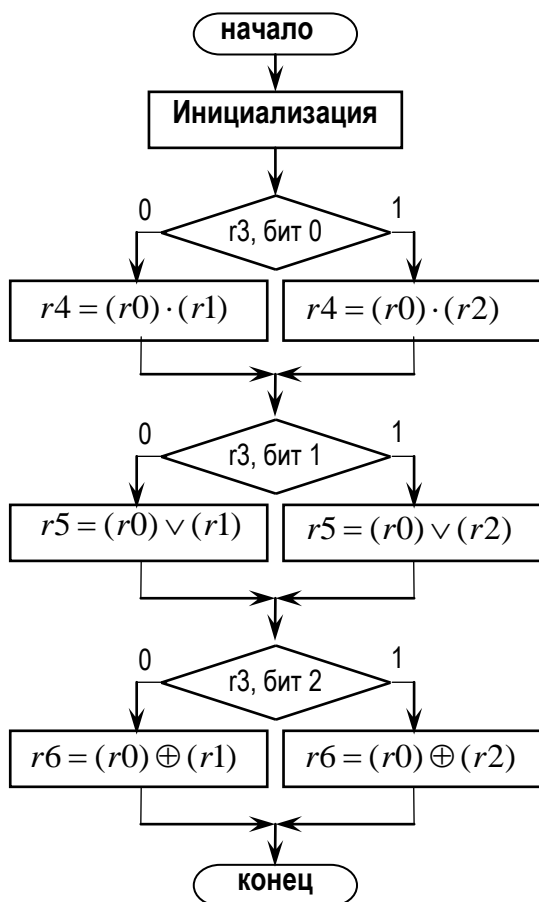 начало
Инициализация
0 1
r3, бит 0
r4 = (r0) · (r1) r4 = (r0) · (r2)
0 1
r3, бит 1
r5 = (r0) ∨ (r1) r5 = (r0) ∨ (r2)
0 1
r3, бит 2
r6 = (r0) ⊕ (r1) r6 = (r0) ⊕ (r2)
конец